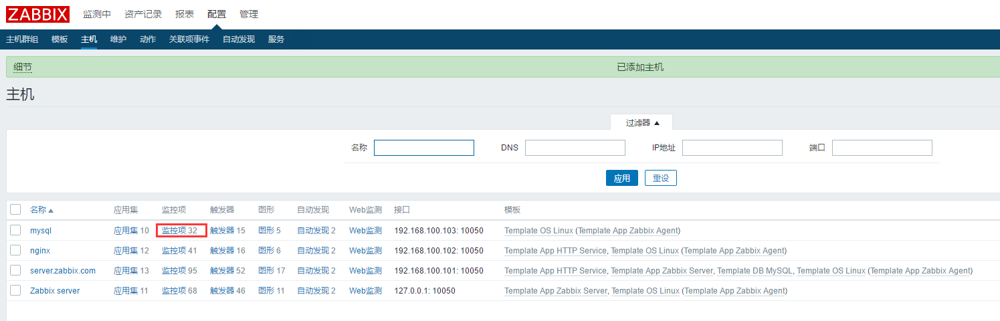 ZABBIX 监测中 资产记录 报表 配置 管理
主机群组 模板 主机 维护 动作 关联项事件 自动发现 服务
细节 已添加主机
主机
过滤器
名称 DNS IP地址 端口
应用 重设
名称 应用集 监控项 触发器 图形 自动发现 Web监测 接口 模板
mysql 应用集 10 监控项 32 触发器 15 图形 5 自动发现 2 Web监测 192.168.100.103: 10050 Template OS Linux (Template App Zabbix Agent)
nginx 应用集 12 监控项 41 触发器 16 图形 6 自动发现 2 Web监测 192.168.100.102: 10050 Template App HTTP Service, Template OS Linux (Template App Zabbix Agent)
server.zabbix.com 应用集 13 监控项 95 触发器 52 图形 17 自动发现 2 Web监测 192.168.100.101: 10050 Template App HTTP Service, Template App Zabbix Server, Template DB MySQL, Template OS Linux (Template App Zabbix Agent)
Zabbix server 应用集 11 监控项 68 触发器 46 图形 11 自动发现 2 Web监测 127.0.0.1: 10050 Template App Zabbix Server, Template OS Linux (Template App Zabbix Agent)